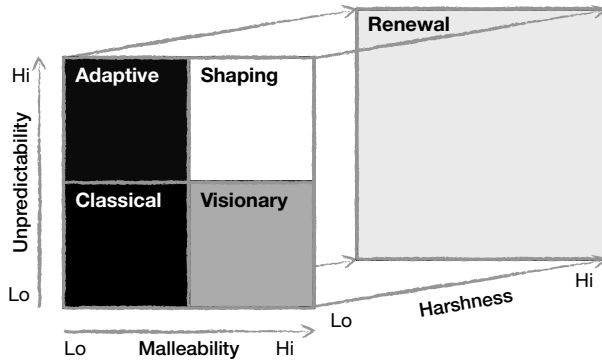 Renewal
Hi
Adaptive
Shaping
Unpredictability
Classical
Visionary
Lo
Hi
Lo
Harshness
Lo
Malleability
Hi